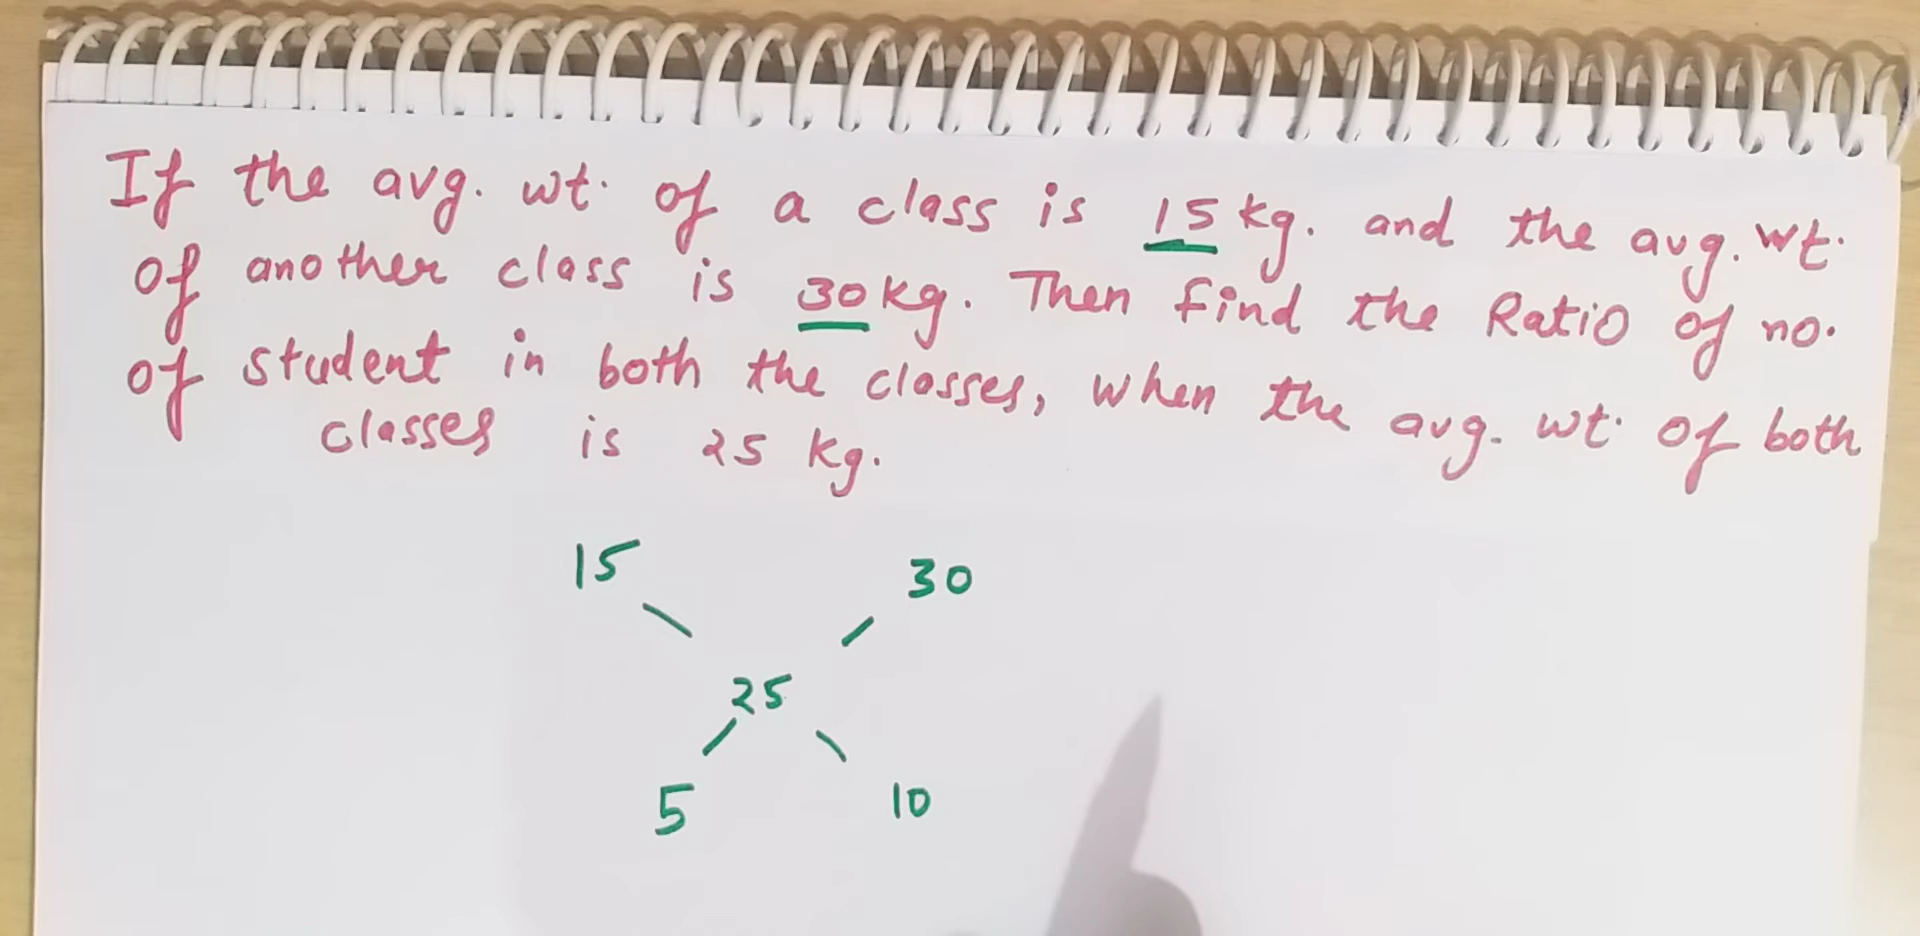 If the avg. wt. of a class is 15 kg. and the avg. wt.
of another class is 30 kg. Then find the Ratio of no.
of student in both the classes, when the avg. wt. of both
classes is 25 kg.
15 30
25
5 10